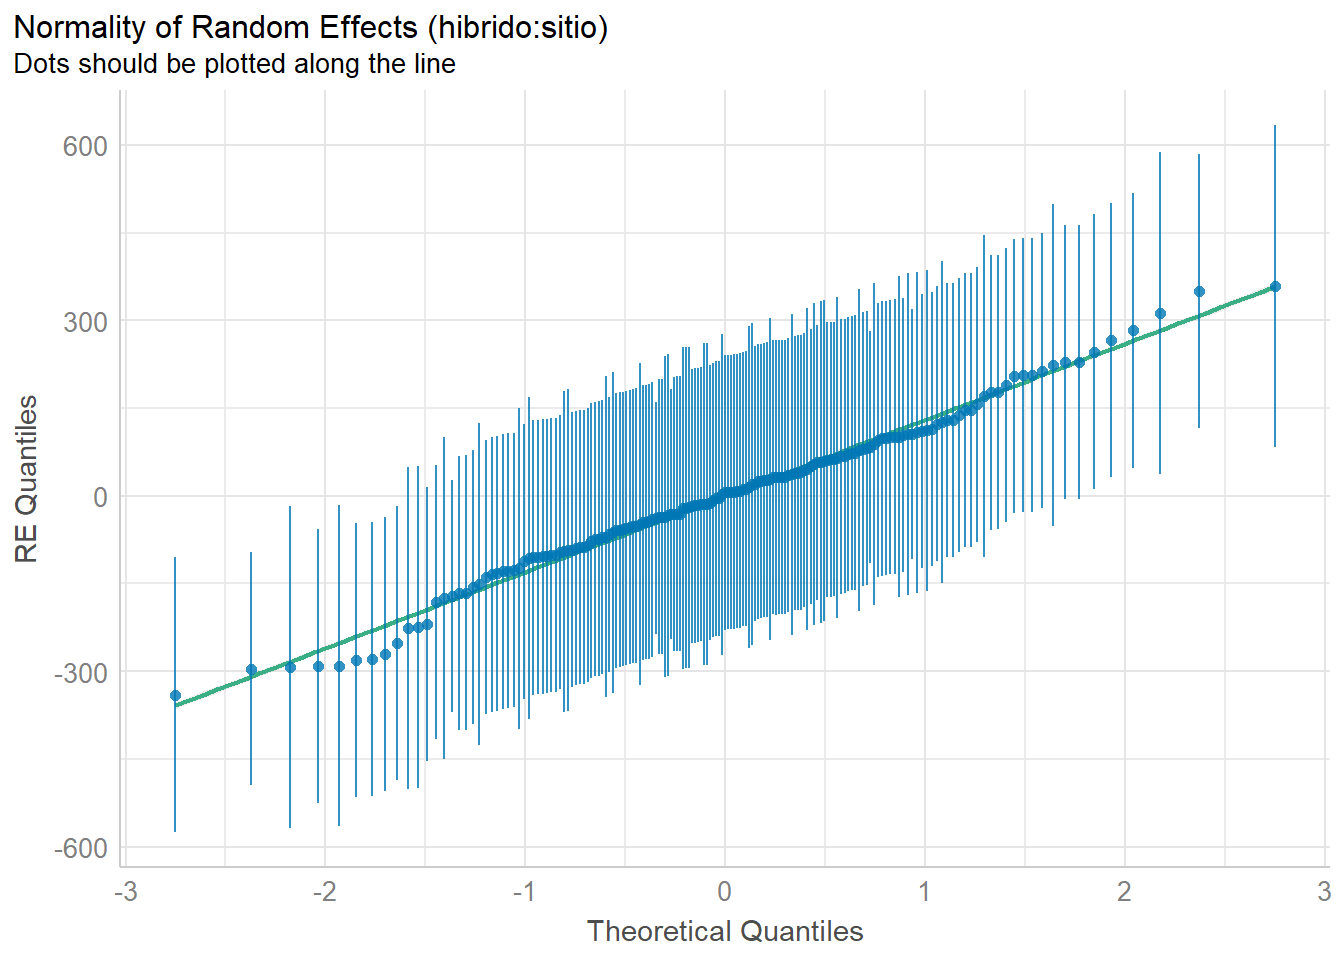 Normality of Random Effects (hibrido:sitio)
Dots should be plotted along the line
600
300
0
-300
-600
RE Quantiles
-3 -2 -1 0 1 2 3
Theoretical Quantiles